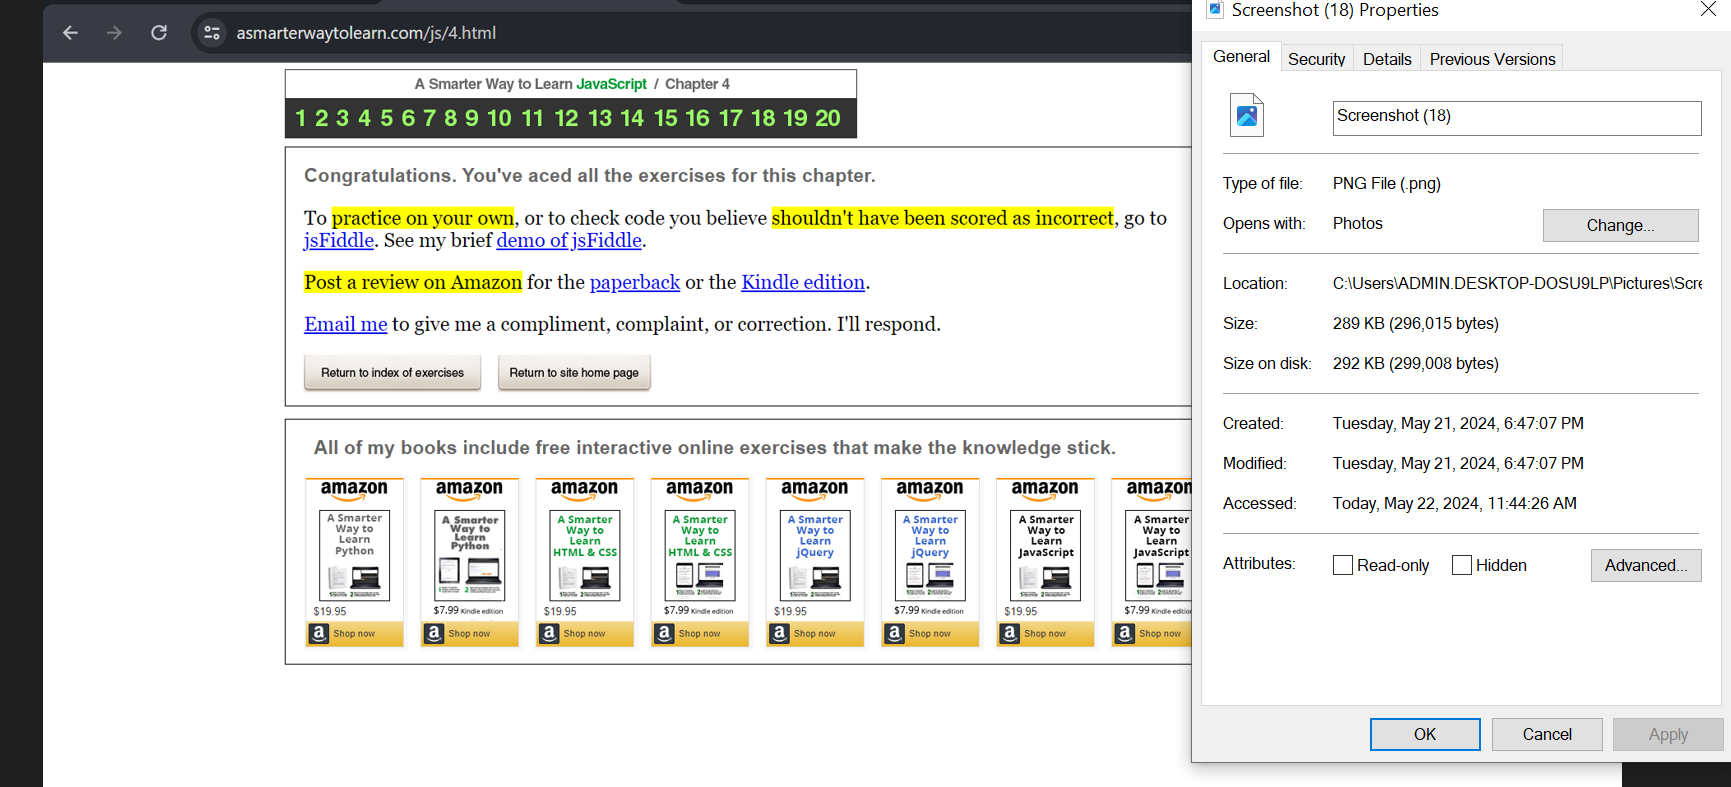 asmarterwaytolearn.com/js/4.html
A Smarter Way to Learn JavaScript / Chapter 4
1 2 3 4 5 6 7 8 9 10 11 12 13 14 15 16 17 18 19 20
Congratulations. You've aced all the exercises for this chapter.
To practice on your own, or to check code you believe shouldn't have been scored as incorrect, go to
jsFiddle. See my brief demo of jsFiddle.
Post a review on Amazon for the paperback or the Kindle edition.
Email me to give me a compliment, complaint, or correction. I'll respond.
Return to index of exercises Return to site home page
All of my books include free interactive online exercises that make the knowledge stick.
amazon amazon amazon amazon amazon amazon amazon amazon
A Smarter Way to Learn Python
A Smarter Way to Learn Python
A Smarter Way to Learn HTML & CSS
A Smarter Way to Learn HTML & CSS
A Smarter Way to Learn jQuery
A Smarter Way to Learn jQuery
A Smarter Way to Learn JavaScript
A Smarter Way to Learn JavaScript
$19.95 $7.99 Kindle edition $19.95 $7.99 Kindle edition $19.95 $7.99 Kindle edition $19.95 $7.99 Kindle edition
a Shop now a Shop now a Shop now a Shop now a Shop now a Shop now a Shop now a Shop now
Screenshot (18) Properties
General Security Details Previous Versions
Screenshot (18)
Type of file: PNG File (.png)
Opens with: Photos Change...
Location: C:\Users\ADMIN.DESKTOP-DOSU9LP\Pictures\Scre
Size: 289 KB (296,015 bytes)
Size on disk: 292 KB (299,008 bytes)
Created: Tuesday, May 21, 2024, 6:47:07 PM
Modified: Tuesday, May 21, 2024, 6:47:07 PM
Accessed: Today, May 22, 2024, 11:44:26 AM
Attributes: Read-only Hidden Advanced...
OK Cancel Apply